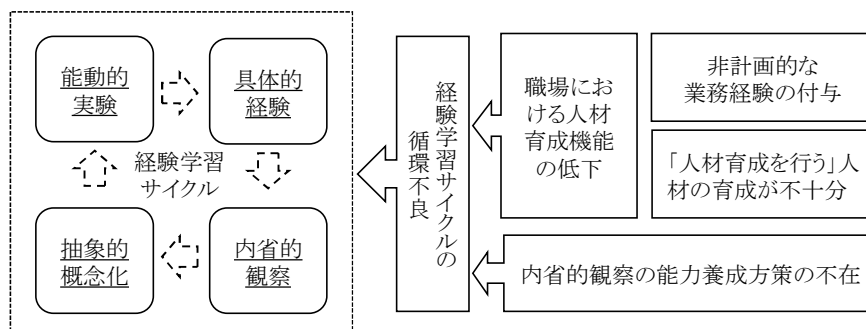 能動的
実験
具体的
経験
経験学習
サイクル
抽象的
概念化
内省的
観察
経験学習サイクルの
循環不良
職場にお
ける人材
育成機能
の低下
非計画的な
業務経験の付与
「人材育成を行う」人
材の育成が不十分
内省的観察の能力養成方策の不在